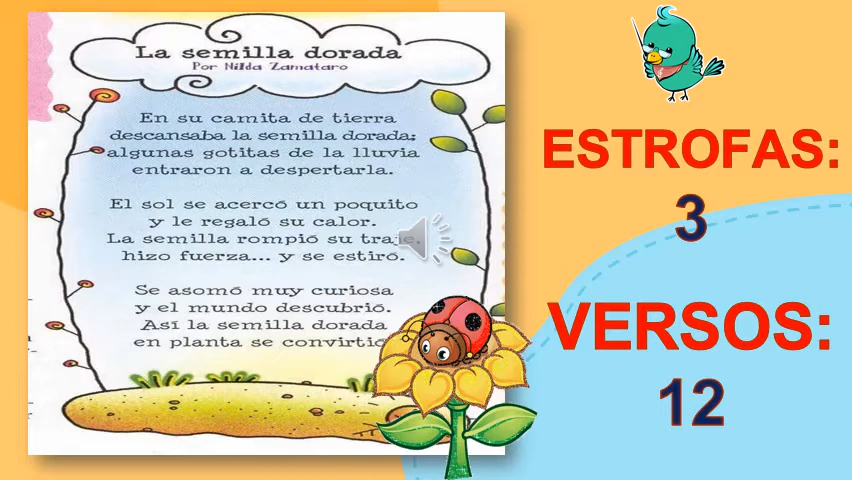 La semilla dorada
Por Nilda Zamataro
En su camita de tierra
descansaba la semilla dorada;
algunas gotitas de la lluvia
entraron a despertarla.
El sol se acercó un poquito
y le regaló su calor.
La semilla rompió su traje,
hizo fuerza... y se estiró.
Se asomó muy curiosa
y el mundo descubrió.
Así la semilla dorada
en planta se convirtió
ESTROFAS:
3
VERSOS:
12